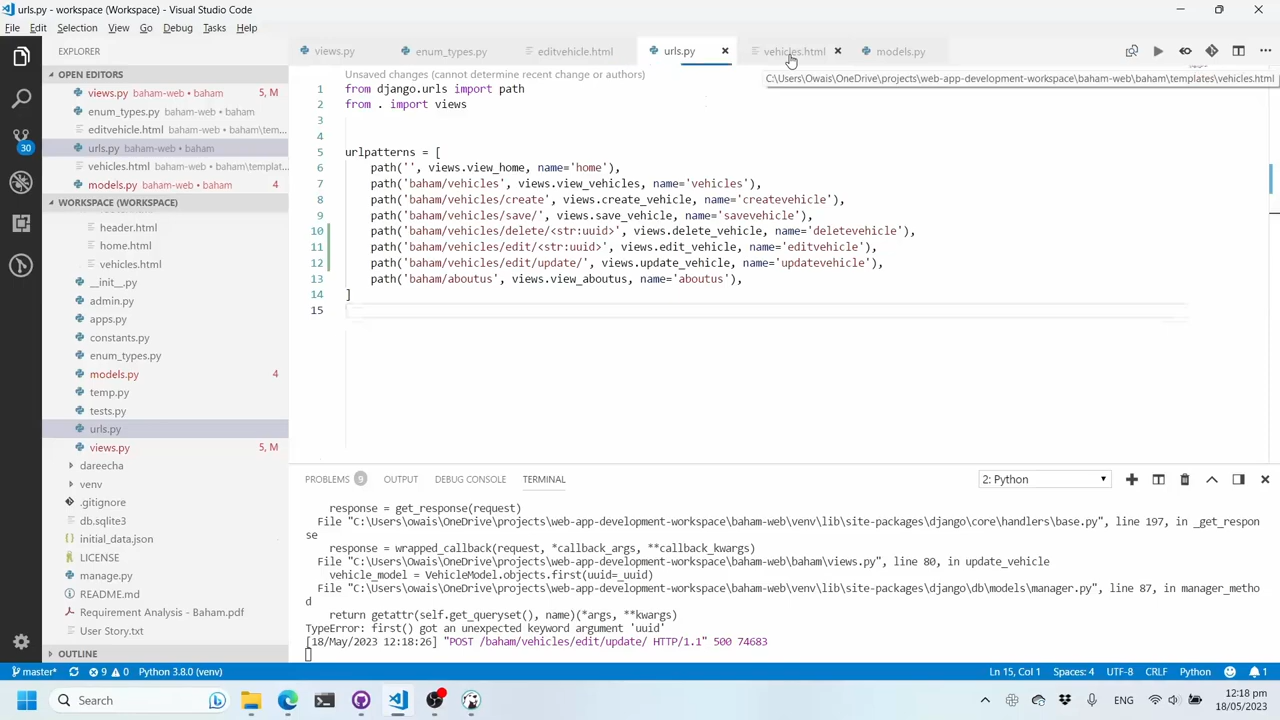 urls.py - workspace (Workspace) - Visual Studio Code
File Edit Selection View Go Debug Tasks Help
EXPLORER
views.py enum_types.py editvehicle.html urls.py vehicles.html models.py
OPEN EDITORS
Unsaved changes (cannot determine recent change or authors)
C:\Users\Owais\OneDrive\projects\web-app-development-workspace\baham-web\baham\templates\vehicles.html
views.py baham-web • baham 5, M
enum_types.py baham-web • baham
editvehicle.html baham-web • baham\tem...
urls.py baham-web • baham
vehicles.html baham-web • baham\templat...
models.py baham-web • baham 4
WORKSPACE (WORKSPACE)
header.html
home.html
vehicles.html
__init__.py
admin.py
apps.py
constants.py
enum_types.py
models.py 4
temp.py
tests.py
urls.py
views.py 5, M
dareecha
venv
.gitignore
db.sqlite3
initial_data.json
LICENSE
manage.py
README.md
Requirement Analysis - Baham.pdf
User Story.txt
OUTLINE
30
1 from django.urls import path
2 from . import views
3
4
5 urlpatterns = [
6 path('', views.view_home, name='home'),
7 path('baham/vehicles', views.view_vehicles, name='vehicles'),
8 path('baham/vehicles/create', views.create_vehicle, name='createvehicle'),
9 path('baham/vehicles/save/', views.save_vehicle, name='savevehicle'),
10 path('baham/vehicles/delete/<str:uuid>', views.delete_vehicle, name='deletevehicle'),
11 path('baham/vehicles/edit/<str:uuid>', views.edit_vehicle, name='editvehicle'),
12 path('baham/vehicles/edit/update/', views.update_vehicle, name='updatevehicle'),
13 path('baham/aboutus', views.view_aboutus, name='aboutus'),
14 ]
15
PROBLEMS 9 OUTPUT DEBUG CONSOLE TERMINAL 2: Python
response = get_response(request)
File "C:\Users\owais\OneDrive\projects\web-app-development-workspace\baham-web\venv\lib\site-packages\django\core\handlers\base.py", line 197, in _get_respon
se
response = wrapped_callback(request, *callback_args, **callback_kwargs)
File "C:\Users\owais\OneDrive\projects\web-app-development-workspace\baham-web\baham\views.py", line 80, in update_vehicle
vehicle_model = VehicleModel.objects.first(uuid=_uuid)
File "C:\Users\owais\OneDrive\projects\web-app-development-workspace\baham-web\venv\lib\site-packages\django\db\models\manager.py", line 87, in manager_metho
d
return getattr(self.get_queryset(), name)(*args, **kwargs)
TypeError: first() got an unexpected keyword argument 'uuid'
[18/May/2023 12:18:26] "POST /baham/vehicles/edit/update/ HTTP/1.1" 500 74683
master* 9 0 Python 3.8.0 (venv) Ln 15, Col 1 Spaces: 4 UTF-8 CRLF Python 1
Search ENG 12:18 pm
18/05/2023